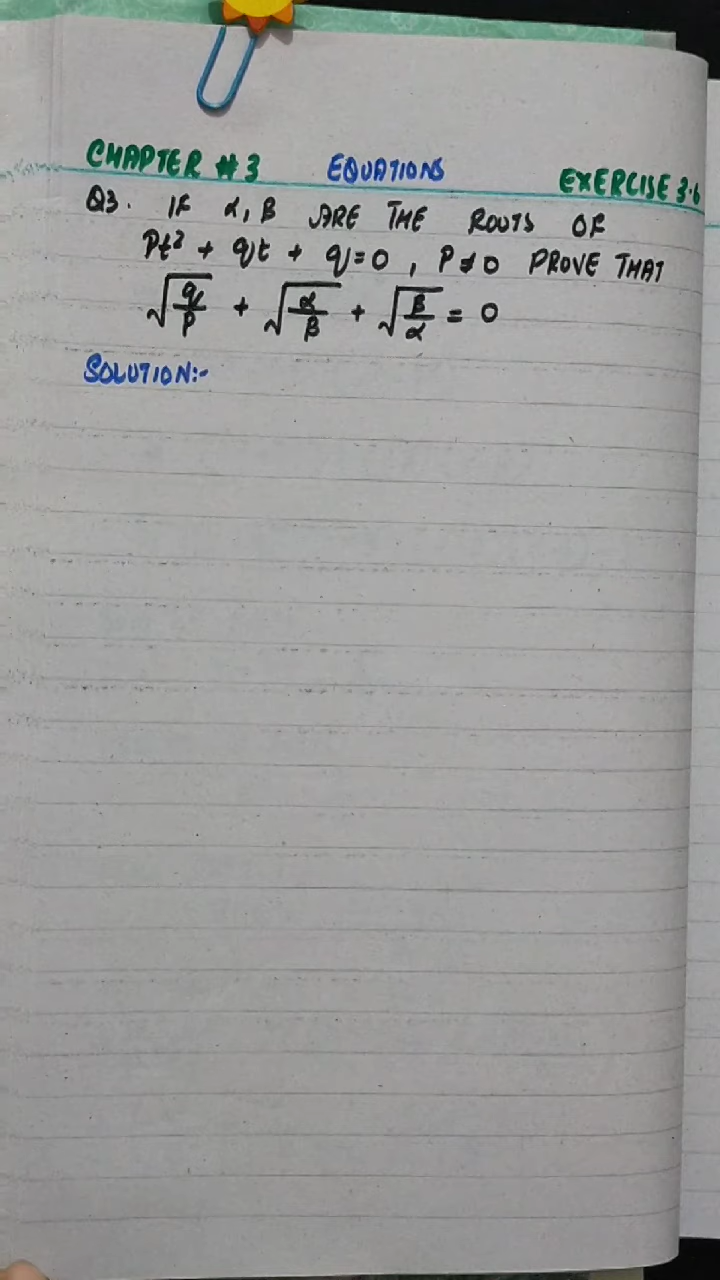 CHAPTER # 3 EQUATIONS EXERCISE 3.6
Q3. IF α, β ARE THE ROOTS OF
Pt² + qt + q = 0 , P ≠ 0 PROVE THAT
√(q/P) + √(α/β) + √(β/α) = 0
SOLUTION:-